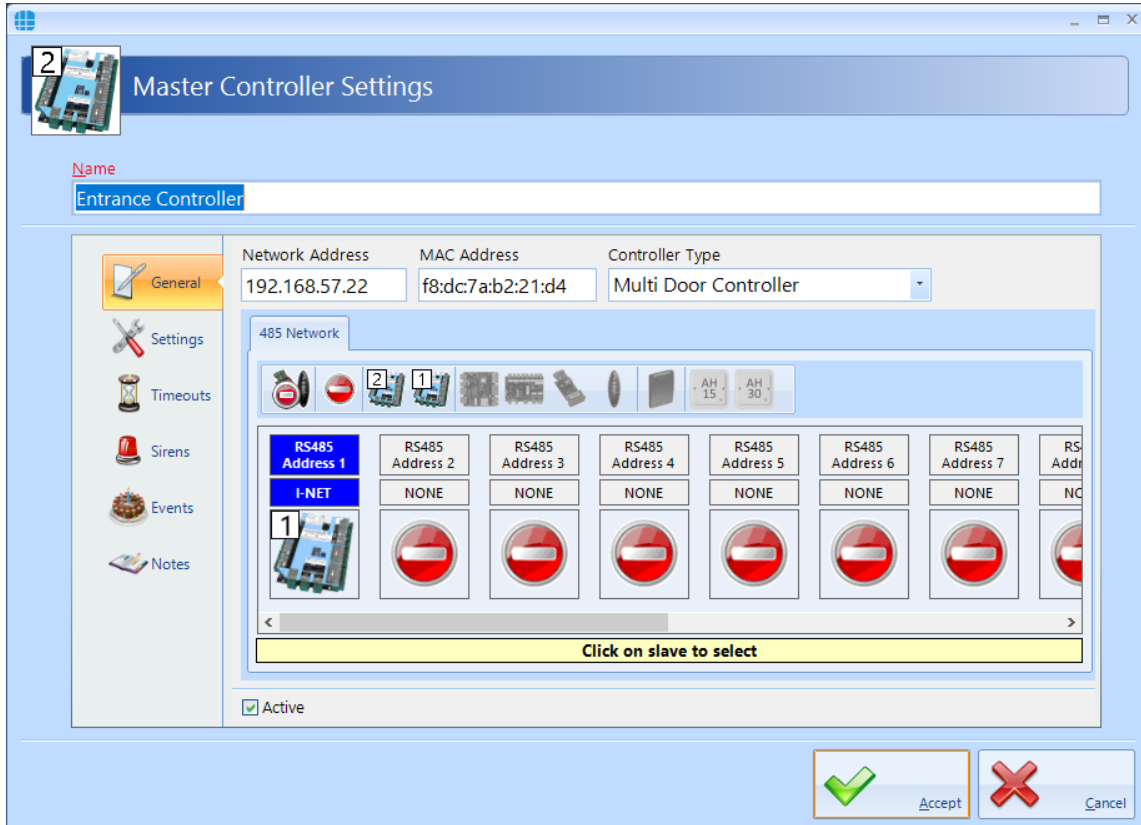 2
Master Controller Settings
Name
Entrance Controller
General
Settings
Timeouts
Sirens
Events
Notes
Network Address
MAC Address
Controller Type
192.168.57.22
f8:dc:7a:b2:21:d4
Multi Door Controller
485 Network
2
1
AH
15
AH
30
RS485
Address 1
RS485
Address 2
RS485
Address 3
RS485
Address 4
RS485
Address 5
RS485
Address 6
RS485
Address 7
RS
Addr
I-NET
NONE
NONE
NONE
NONE
NONE
NONE
NO
1
Click on slave to select
Active
Accept
Cancel